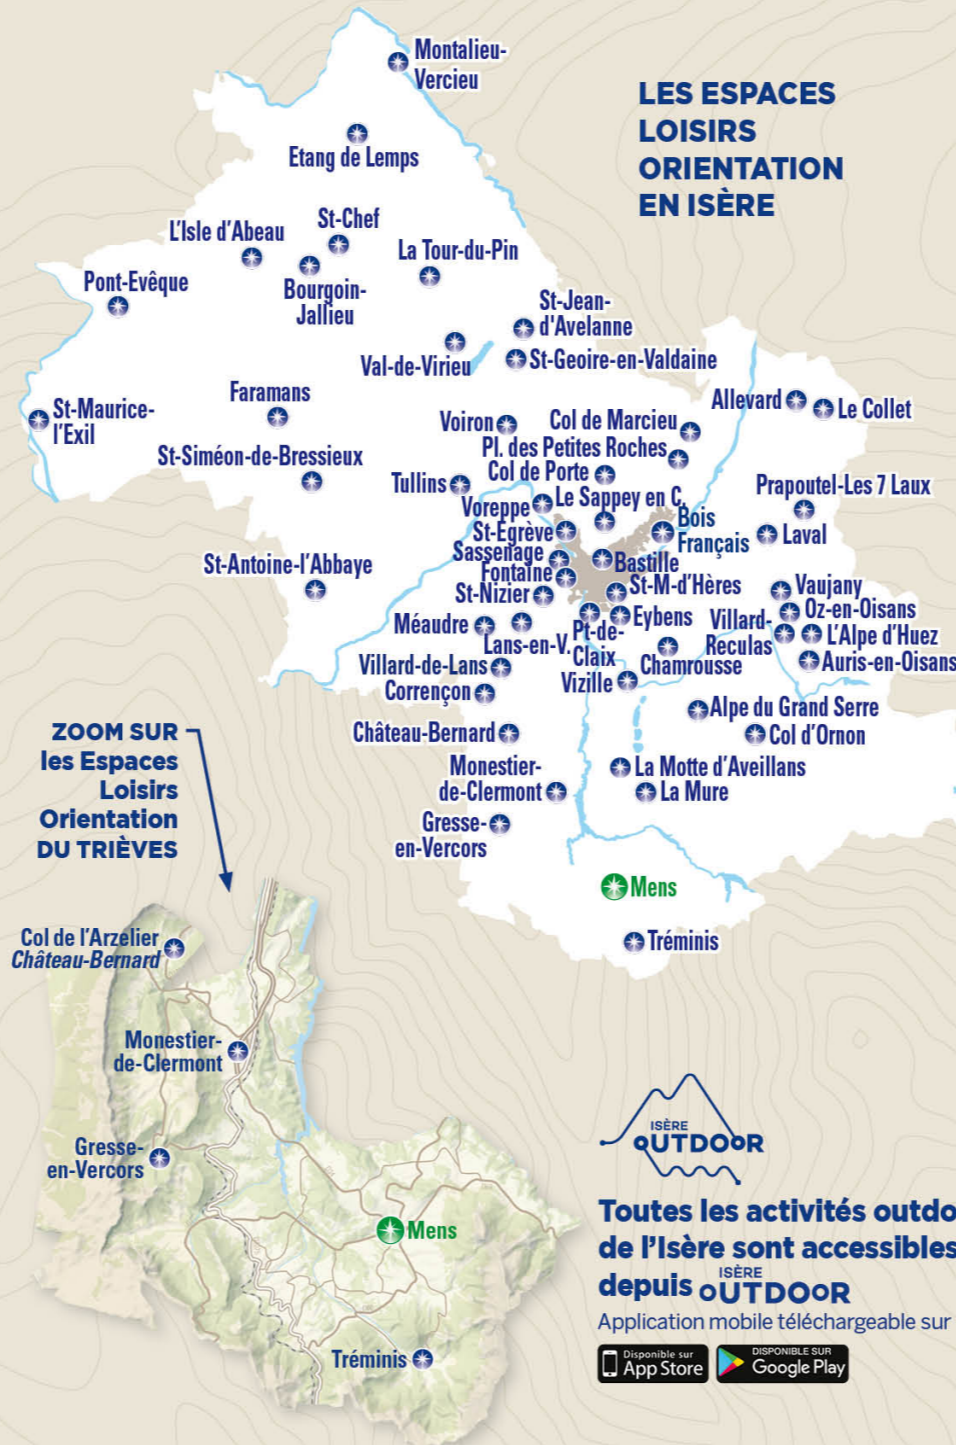 Montalieu-
Vercieu
LES ESPACES
LOISIRS
ORIENTATION
EN ISÈRE
Etang de Lemps
St-Chef
L'Isle d'Abeau
La Tour-du-Pin
Pont-Evêque
Bourgoin-
Jallieu
St-Jean-
d'Avelanne
Val-de-Virieu
St-Geoire-en-Valdaine
Faramans
Allevard
Le Collet
St-Maurice-
l'Exil
Voiron
Col de Marcieu
Pl. des Petites Roches
St-Siméon-de-Bressieux
Col de Porte
Tullins
Prapoutel-Les 7 Laux
Le Sappey en C.
Voreppe
Bois
Français
St-Egrève
Laval
Sassenage
Bastille
St-Antoine-l'Abbaye
Fontaine
St-M-d'Hères
Vaujany
St-Nizier
Oz-en-Oisans
Eybens
Villard-
Reculas
Méaudre
Pt-de-
Claix
L'Alpe d'Huez
Lans-en-V.
Auris-en-Oisans
Villard-de-Lans
Chamrousse
Corrençon
Vizille
Alpe du Grand Serre
Château-Bernard
Col d'Ornon
Monestier-
de-Clermont
La Motte d'Aveillans
La Mure
Gresse-
en-Vercors
Mens
Tréminis
ZOOM SUR
les Espaces
Loisirs
Orientation
DU TRIÈVES
Col de l'Arzelier
Château-Bernard
Monestier-
de-Clermont
Gresse-
en-Vercors
Mens
Tréminis
ISÈRE
OUTDOOR
Toutes les activités outdo
de l'Isère sont accessibles
depuis ISÈRE OUTDOOR
Application mobile téléchargeable sur
Disponible sur
App Store
DISPONIBLE SUR
Google Play